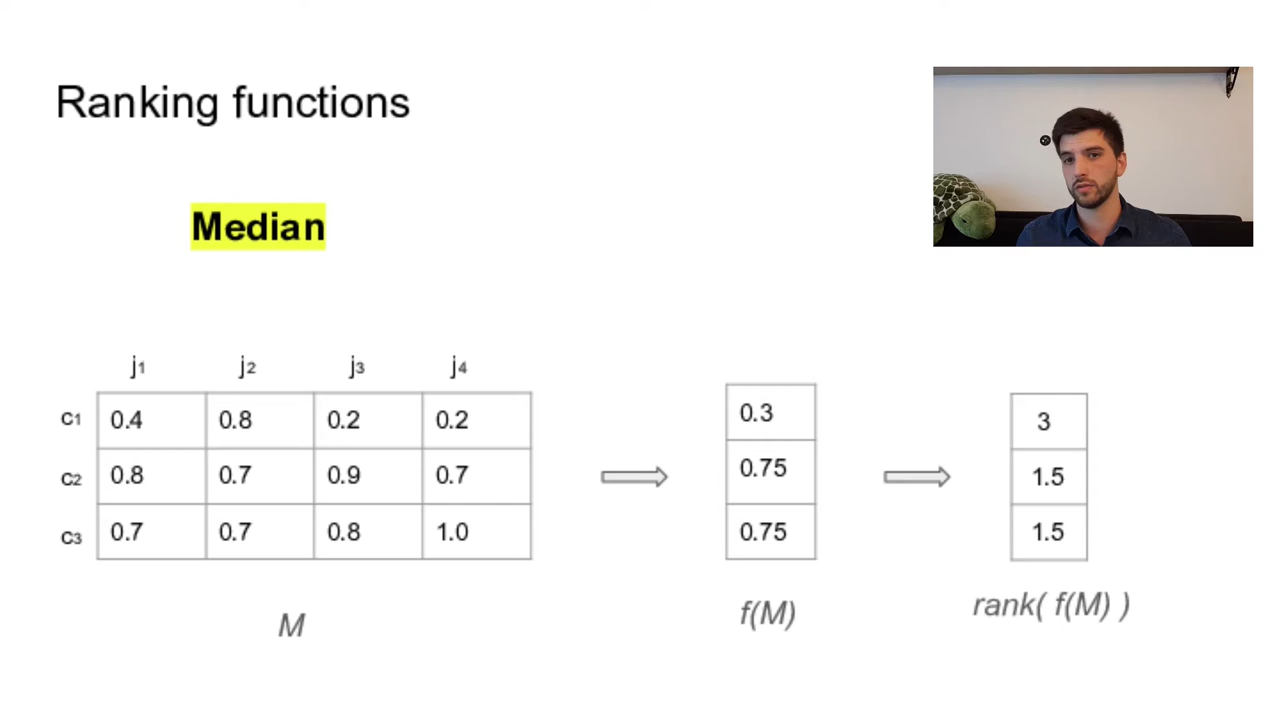 Ranking functions
Median
j1 j2 j3 j4
c1 0.4 0.8 0.2 0.2 0.3 3
c2 0.8 0.7 0.9 0.7 0.75 1.5
c3 0.7 0.7 0.8 1.0 0.75 1.5
M f(M) rank( f(M) )